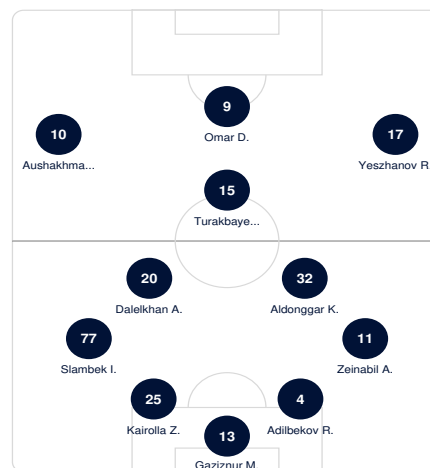 9
Omar D.
10
Aushakhma...
17
Yeszhanov R.
15
Turakbaye...
20
Dalelkhan A.
32
Aldonggar K.
77
Slambek I.
11
Zeinabil A.
25
Kairolla Z.
4
Adilbekov R.
13
Gaziznur M.